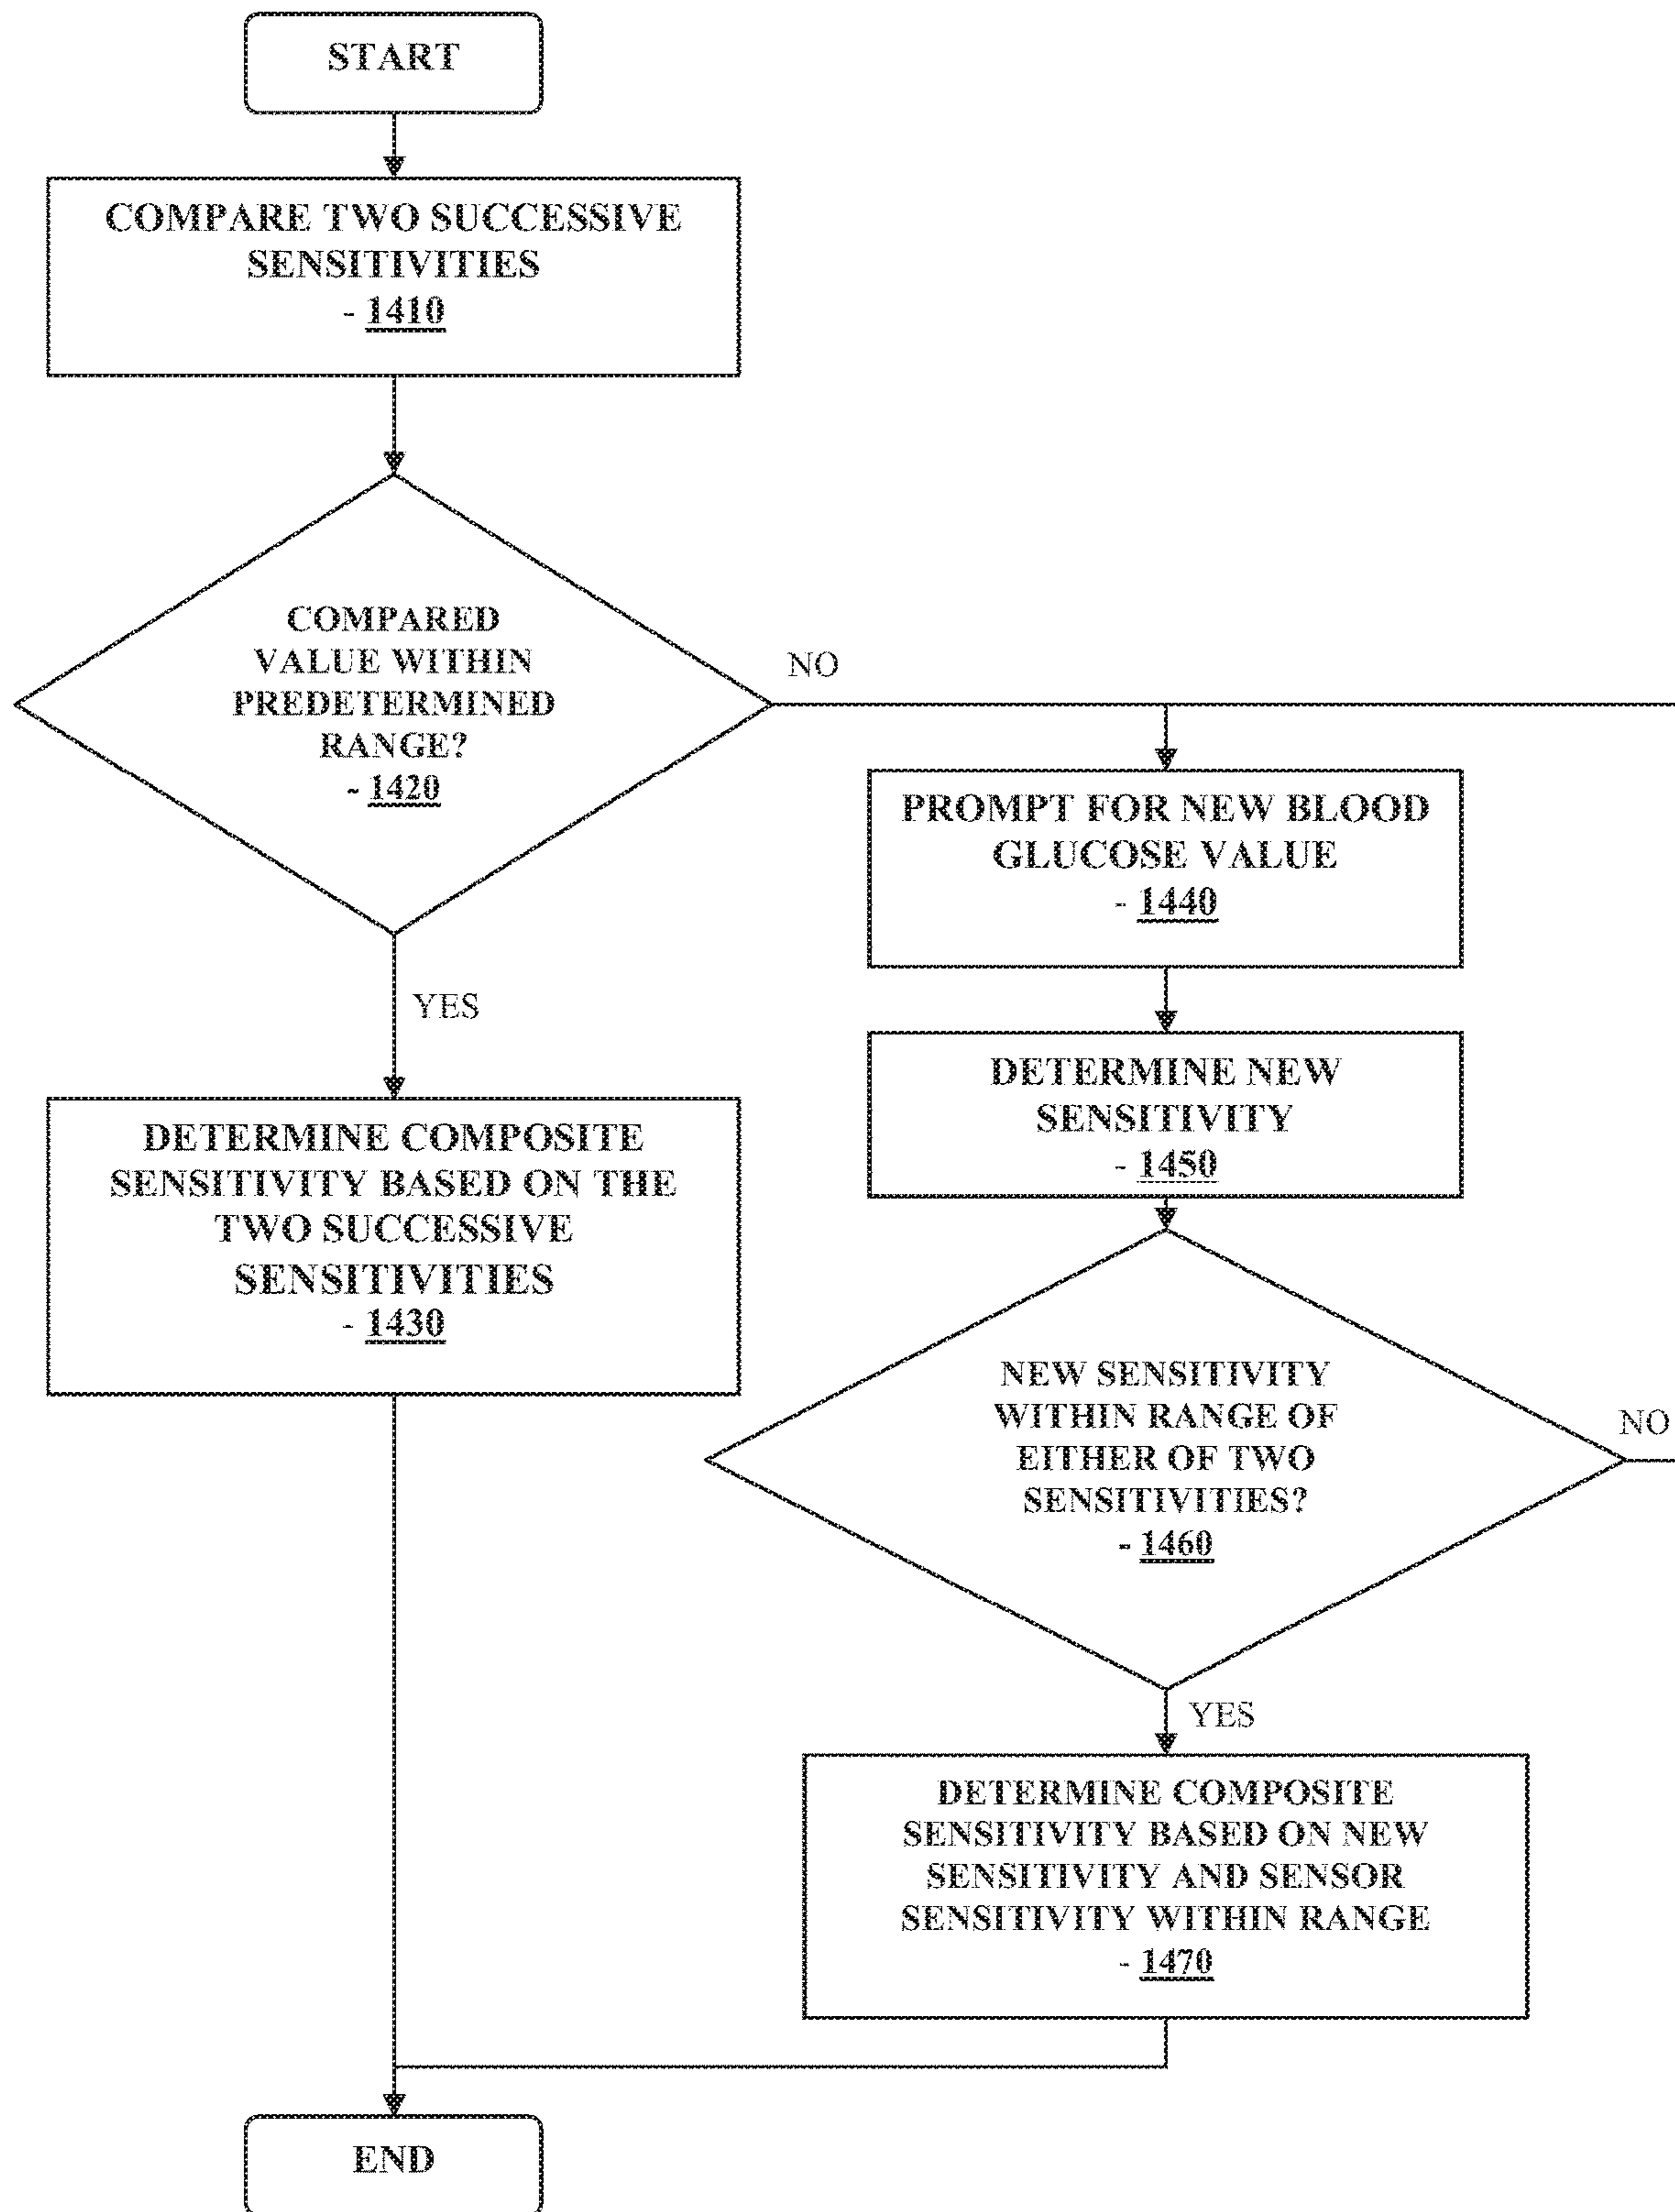 START
COMPARE TWO SUCCESSIVE
SENSITIVITIES
- 1410
COMPARED
VALUE WITHIN
PREDETERMINED
RANGE?
- 1420
NO
YES
DETERMINE COMPOSITE
SENSITIVITY BASED ON THE
TWO SUCCESSIVE
SENSITIVITIES
- 1430
PROMPT FOR NEW BLOOD
GLUCOSE VALUE
- 1440
DETERMINE NEW
SENSITIVITY
- 1450
NEW SENSITIVITY
WITHIN RANGE OF
EITHER OF TWO
SENSITIVITIES?
- 1460
NO
YES
DETERMINE COMPOSITE
SENSITIVITY BASED ON NEW
SENSITIVITY AND SENSOR
SENSITIVITY WITHIN RANGE
- 1470
END